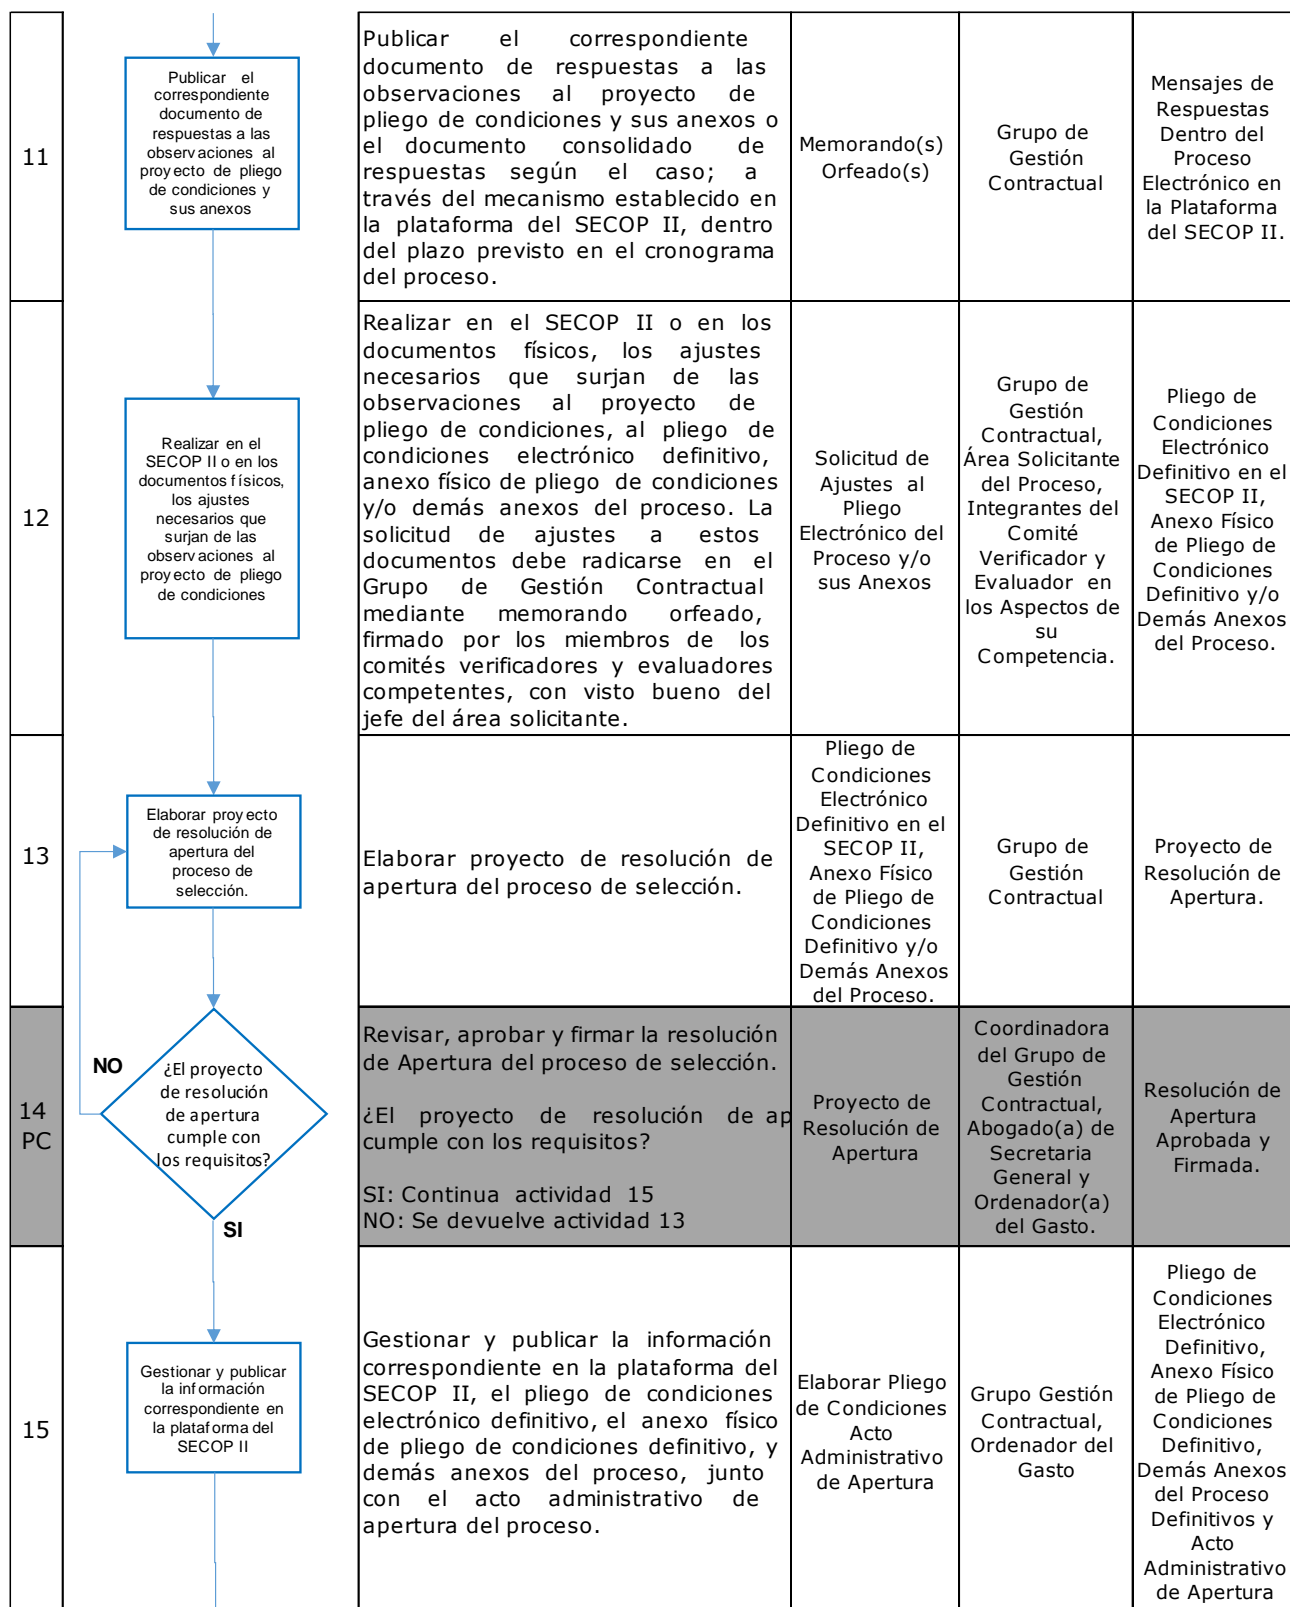 11
Publicar el
correspondiente
documento de
respuestas a las
observaciones al
proyecto de pliego
de condiciones y
sus anexos
Publicar el correspondiente
documento de respuestas a las
observaciones al proyecto de
pliego de condiciones y sus anexos o
el documento consolidado de
respuestas según el caso; a
través del mecanismo establecido en
la plataforma del SECOP II, dentro
del plazo previsto en el cronograma
del proceso.
Memorando(s)
Orfeado(s)
Grupo de
Gestión
Contractual
Mensajes de
Respuestas
Dentro del
Proceso
Electrónico en
la Plataforma
del SECOP II.
12
Realizar en el
SECOP II o en los
documentos físicos,
los ajustes
necesarios que
surjan de las
observaciones al
proyecto de pliego
de condiciones
Realizar en el SECOP II o en los
documentos físicos, los ajustes
necesarios que surjan de las
observaciones al proyecto de
pliego de condiciones, al pliego de
condiciones electrónico definitivo,
anexo físico de pliego de condiciones
y/o demás anexos del proceso. La
solicitud de ajustes a estos
documentos debe radicarse en el
Grupo de Gestión Contractual
mediante memorando orfeado,
firmado por los miembros de los
comités verificadores y evaluadores
competentes, con visto bueno del
jefe del área solicitante.
Solicitud de
Ajustes al
Pliego
Electrónico del
Proceso y/o
sus Anexos
Grupo de
Gestión
Contractual,
Área Solicitante
del Proceso,
Integrantes del
Comité
Verificador y
Evaluador en
los Aspectos de
su
Competencia.
Pliego de
Condiciones
Electrónico
Definitivo en el
SECOP II,
Anexo Físico
de Pliego de
Condiciones
Definitivo y/o
Demás Anexos
del Proceso.
13
Elaborar proyecto
de resolución de
apertura del
proceso de
selección.
Elaborar proyecto de resolución de
apertura del proceso de selección.
Pliego de
Condiciones
Electrónico
Definitivo en el
SECOP II,
Anexo Físico
de Pliego de
Condiciones
Definitivo y/o
Demás Anexos
del Proceso.
Grupo de
Gestión
Contractual
Proyecto de
Resolución de
Apertura.
14
PC
NO
¿El proyecto
de resolución
de apertura
cumple con
los requisitos?
SI
Revisar, aprobar y firmar la resolución
de Apertura del proceso de selección.
¿El proyecto de resolución de ap
cumple con los requisitos?
SI: Continua actividad 15
NO: Se devuelve actividad 13
Proyecto de
Resolución de
Apertura
Coordinadora
del Grupo de
Gestión
Contractual,
Abogado(a) de
Secretaria
General y
Ordenador(a)
del Gasto.
Resolución de
Apertura
Aprobada y
Firmada.
15
Gestionar y publicar
la información
correspondiente en
la plataforma del
SECOP II
Gestionar y publicar la información
correspondiente en la plataforma del
SECOP II, el pliego de condiciones
electrónico definitivo, el anexo físico
de pliego de condiciones definitivo, y
demás anexos del proceso, junto
con el acto administrativo de
apertura del proceso.
Elaborar Pliego
de Condiciones
Acto
Administrativo
de Apertura
Grupo Gestión
Contractual,
Ordenador del
Gasto
Pliego de
Condiciones
Electrónico
Definitivo,
Anexo Físico
de Pliego de
Condiciones
Definitivo,
Demás Anexos
del Proceso
Definitivos y
Acto
Administrativo
de Apertura